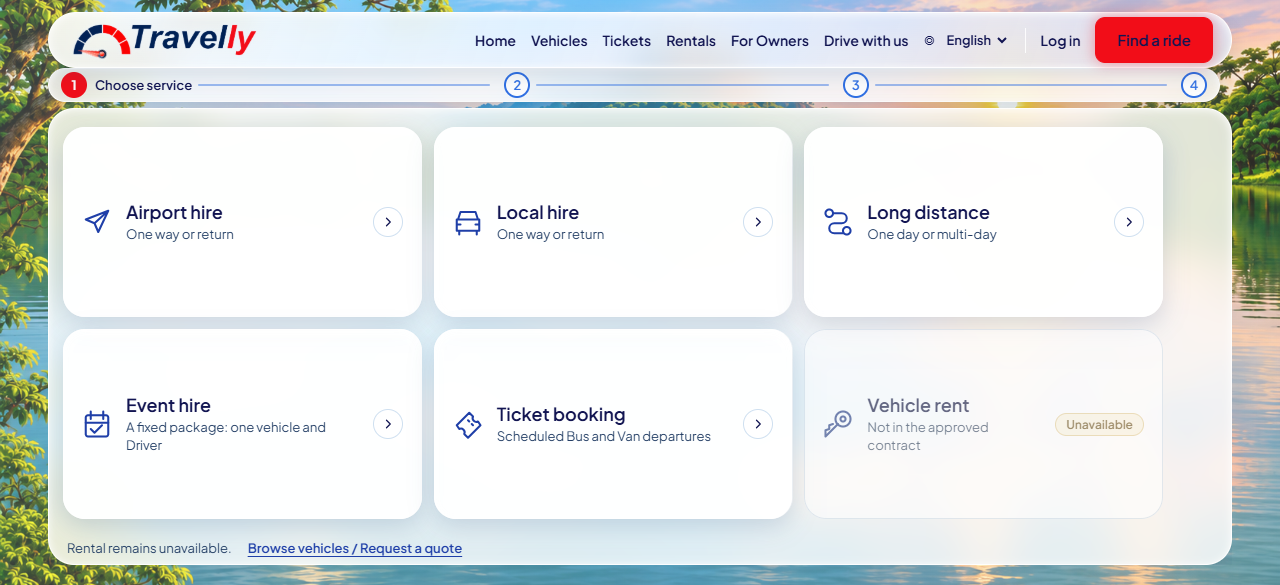 Travelly
Home Vehicles Tickets Rentals For Owners Drive with us © English Log in Find a ride
1 Choose service 2 3 4
Airport hire
One way or return
Local hire
One way or return
Long distance
One day or multi-day
Event hire
A fixed package: one vehicle and
Driver
Ticket booking
Scheduled Bus and Van departures
Vehicle rent
Not in the approved
contract
Unavailable
Rental remains unavailable. Browse vehicles / Request a quote